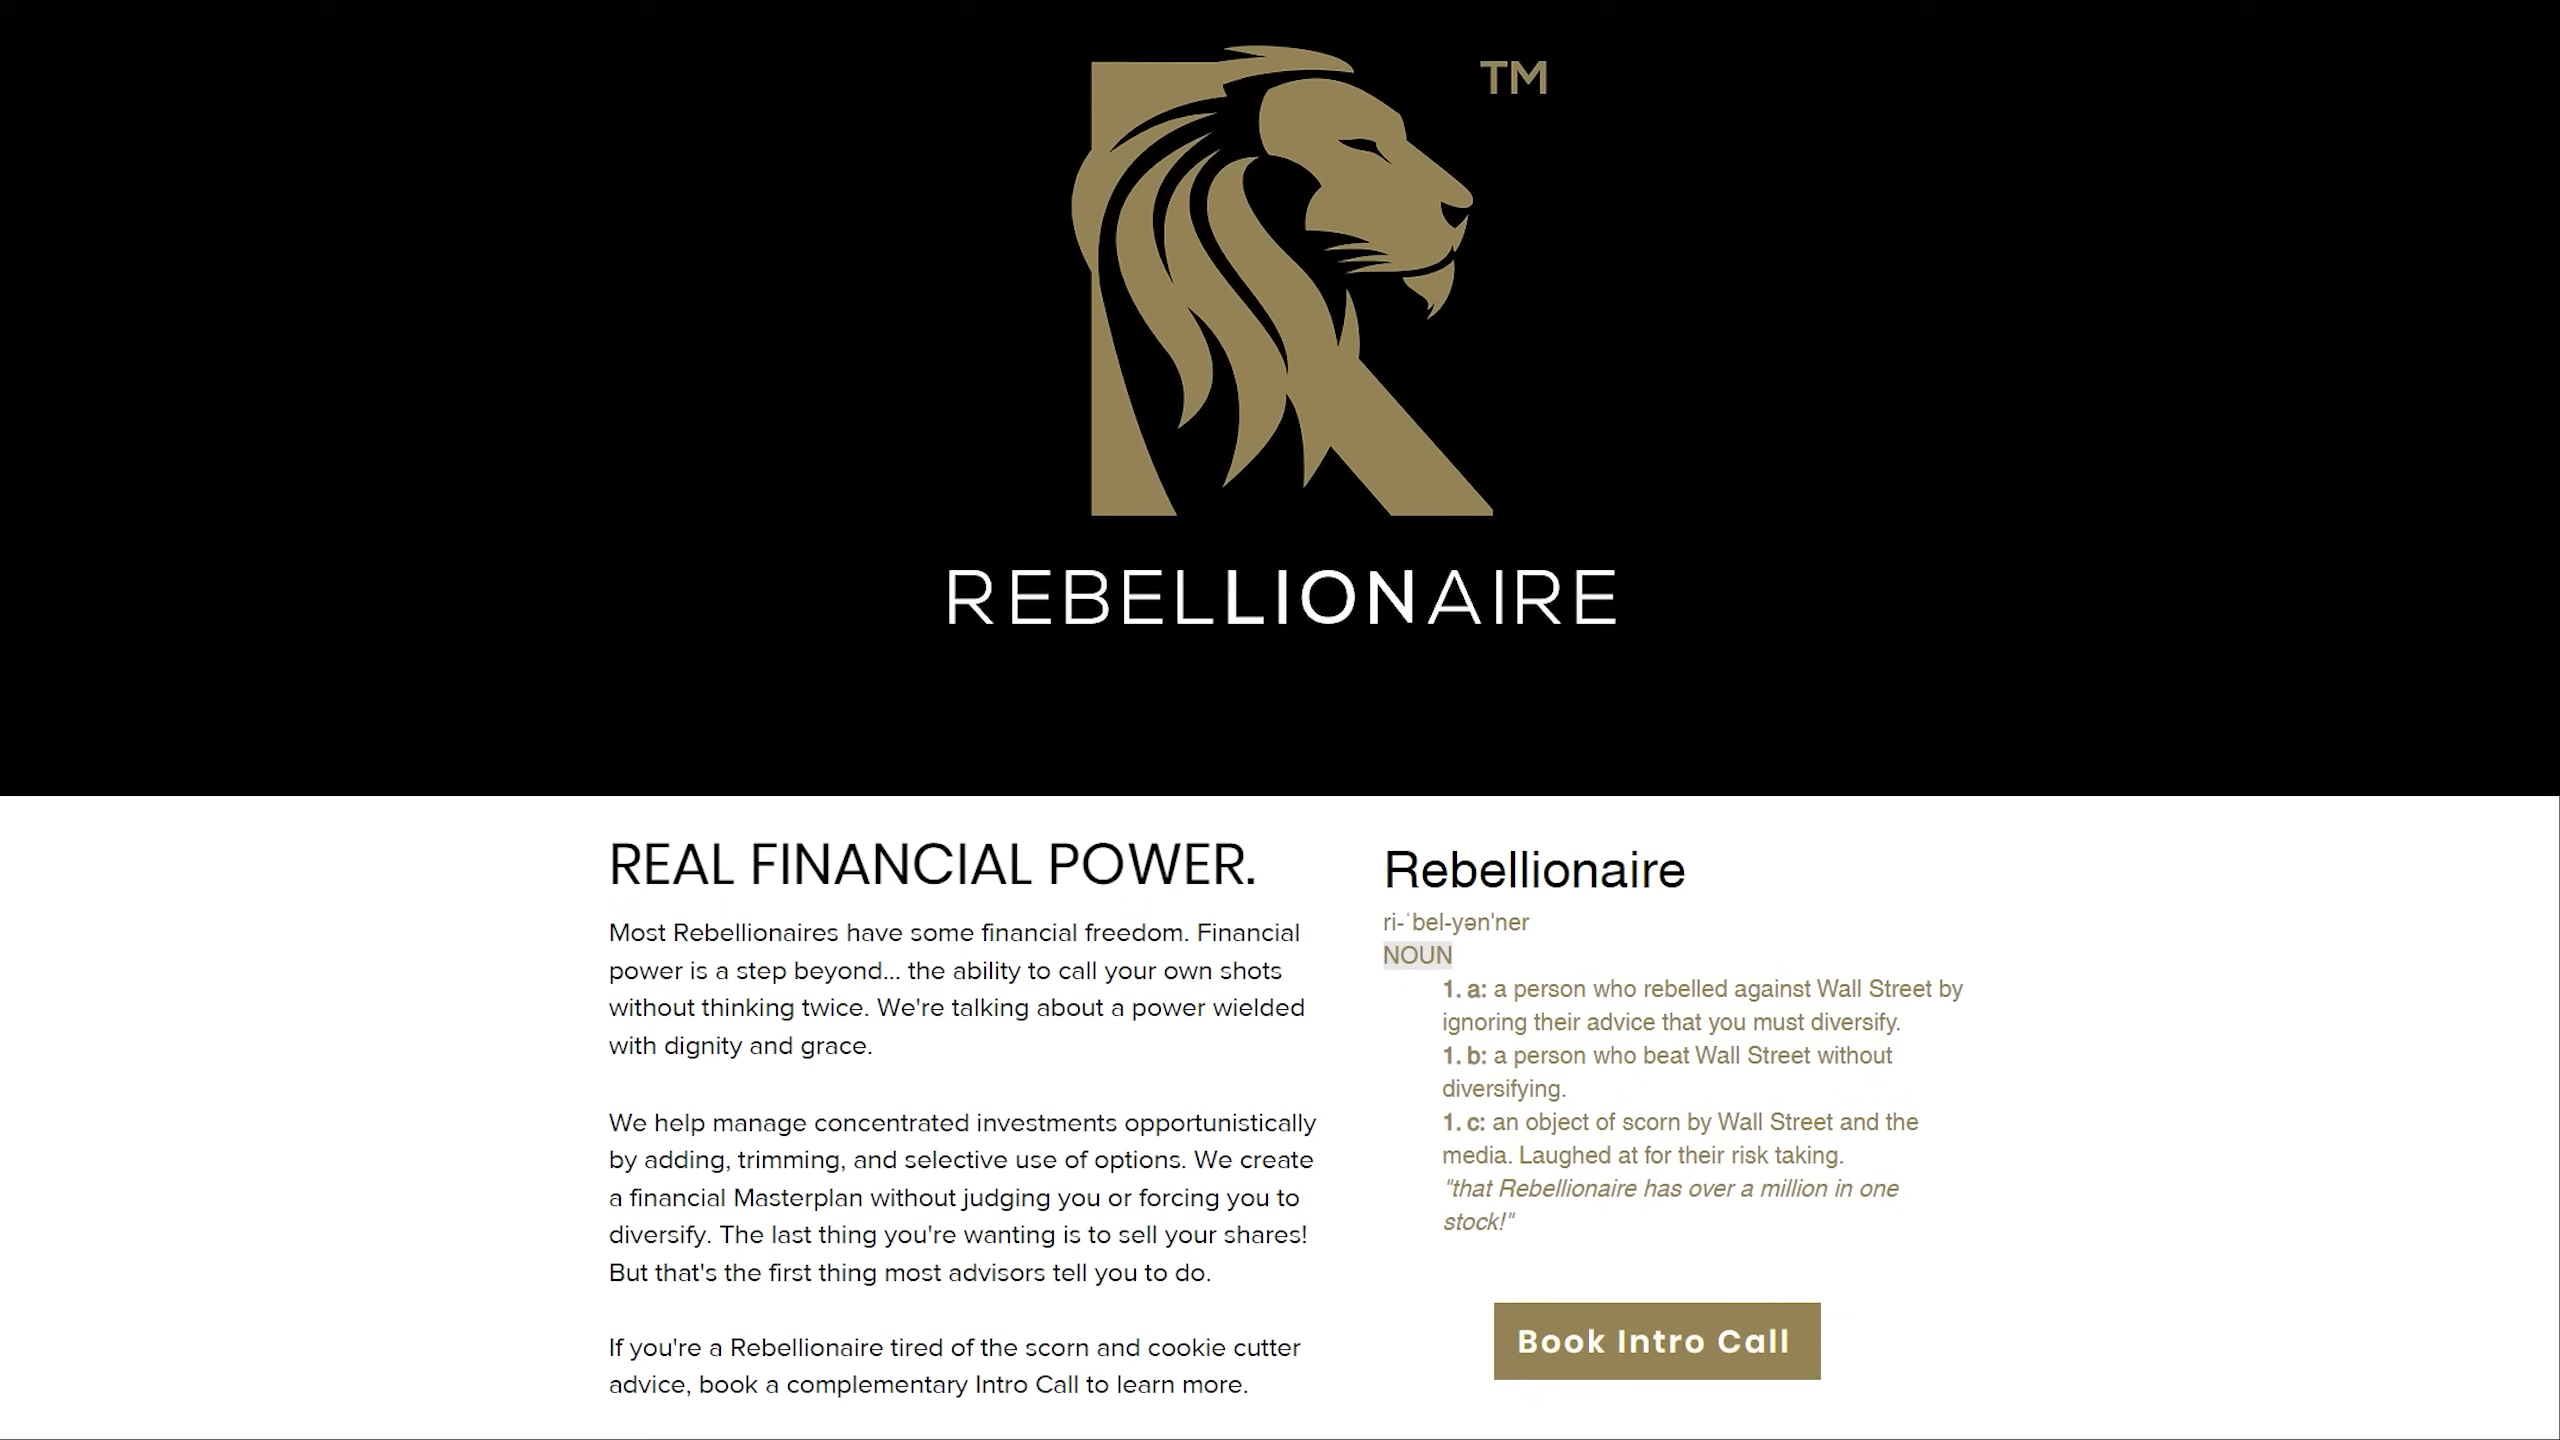 TM
REBELLIONAIRE
REAL FINANCIAL POWER.
Most Rebellionaires have some financial freedom. Financial
power is a step beyond... the ability to call your own shots
without thinking twice. We're talking about a power wielded
with dignity and grace.
We help manage concentrated investments opportunistically
by adding, trimming, and selective use of options. We create
a financial Masterplan without judging you or forcing you to
diversify. The last thing you're wanting is to sell your shares!
But that's the first thing most advisors tell you to do.
If you're a Rebellionaire tired of the scorn and cookie cutter
advice, book a complementary Intro Call to learn more.
Rebellionaire
ri-ˈbel-yən'ner
NOUN
1. a: a person who rebelled against Wall Street by
ignoring their advice that you must diversify.
1. b: a person who beat Wall Street without
diversifying.
1. c: an object of scorn by Wall Street and the
media. Laughed at for their risk taking.
"that Rebellionaire has over a million in one
stock!"
Book Intro Call